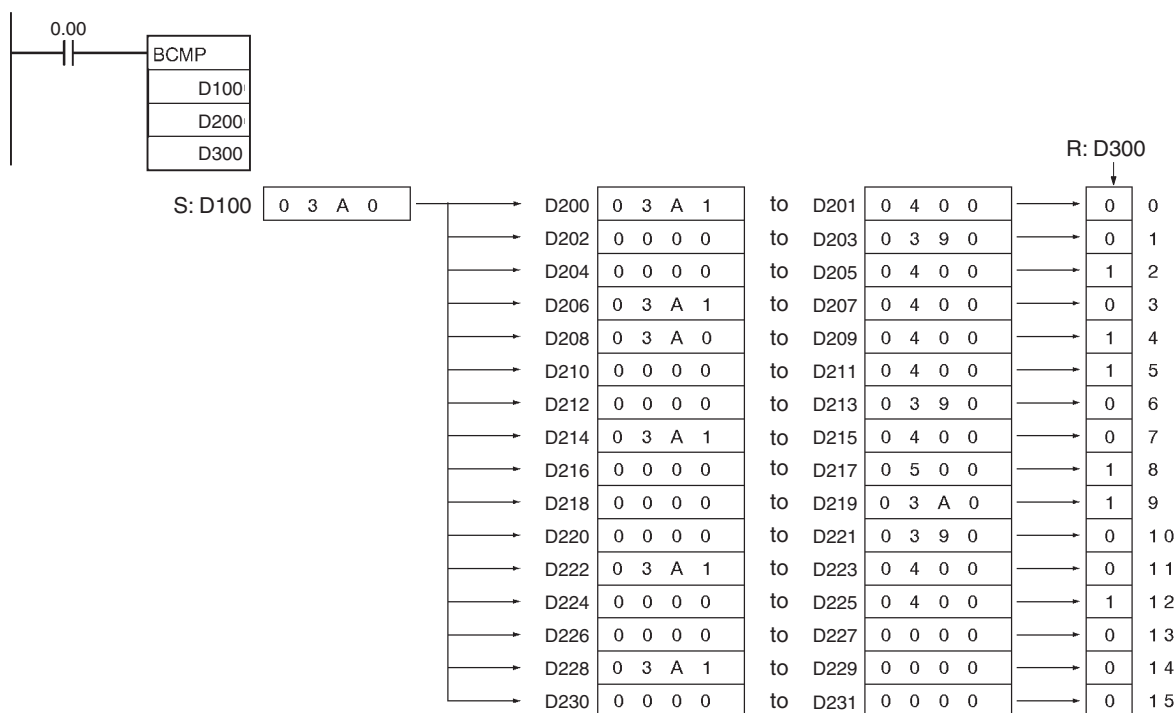 0.00
BCMP
D100
D200
D300
R: D300
S: D100 0 3 A 0 D200 0 3 A 1 to D201 0 4 0 0 0 0
D202 0 0 0 0 to D203 0 3 9 0 0 1
D204 0 0 0 0 to D205 0 4 0 0 1 2
D206 0 3 A 1 to D207 0 4 0 0 0 3
D208 0 3 A 0 to D209 0 4 0 0 1 4
D210 0 0 0 0 to D211 0 4 0 0 1 5
D212 0 0 0 0 to D213 0 3 9 0 0 6
D214 0 3 A 1 to D215 0 4 0 0 0 7
D216 0 0 0 0 to D217 0 5 0 0 1 8
D218 0 0 0 0 to D219 0 3 A 0 1 9
D220 0 0 0 0 to D221 0 3 9 0 0 10
D222 0 3 A 1 to D223 0 4 0 0 0 11
D224 0 0 0 0 to D225 0 4 0 0 1 12
D226 0 0 0 0 to D227 0 0 0 0 0 13
D228 0 3 A 1 to D229 0 0 0 0 0 14
D230 0 0 0 0 to D231 0 0 0 0 0 15